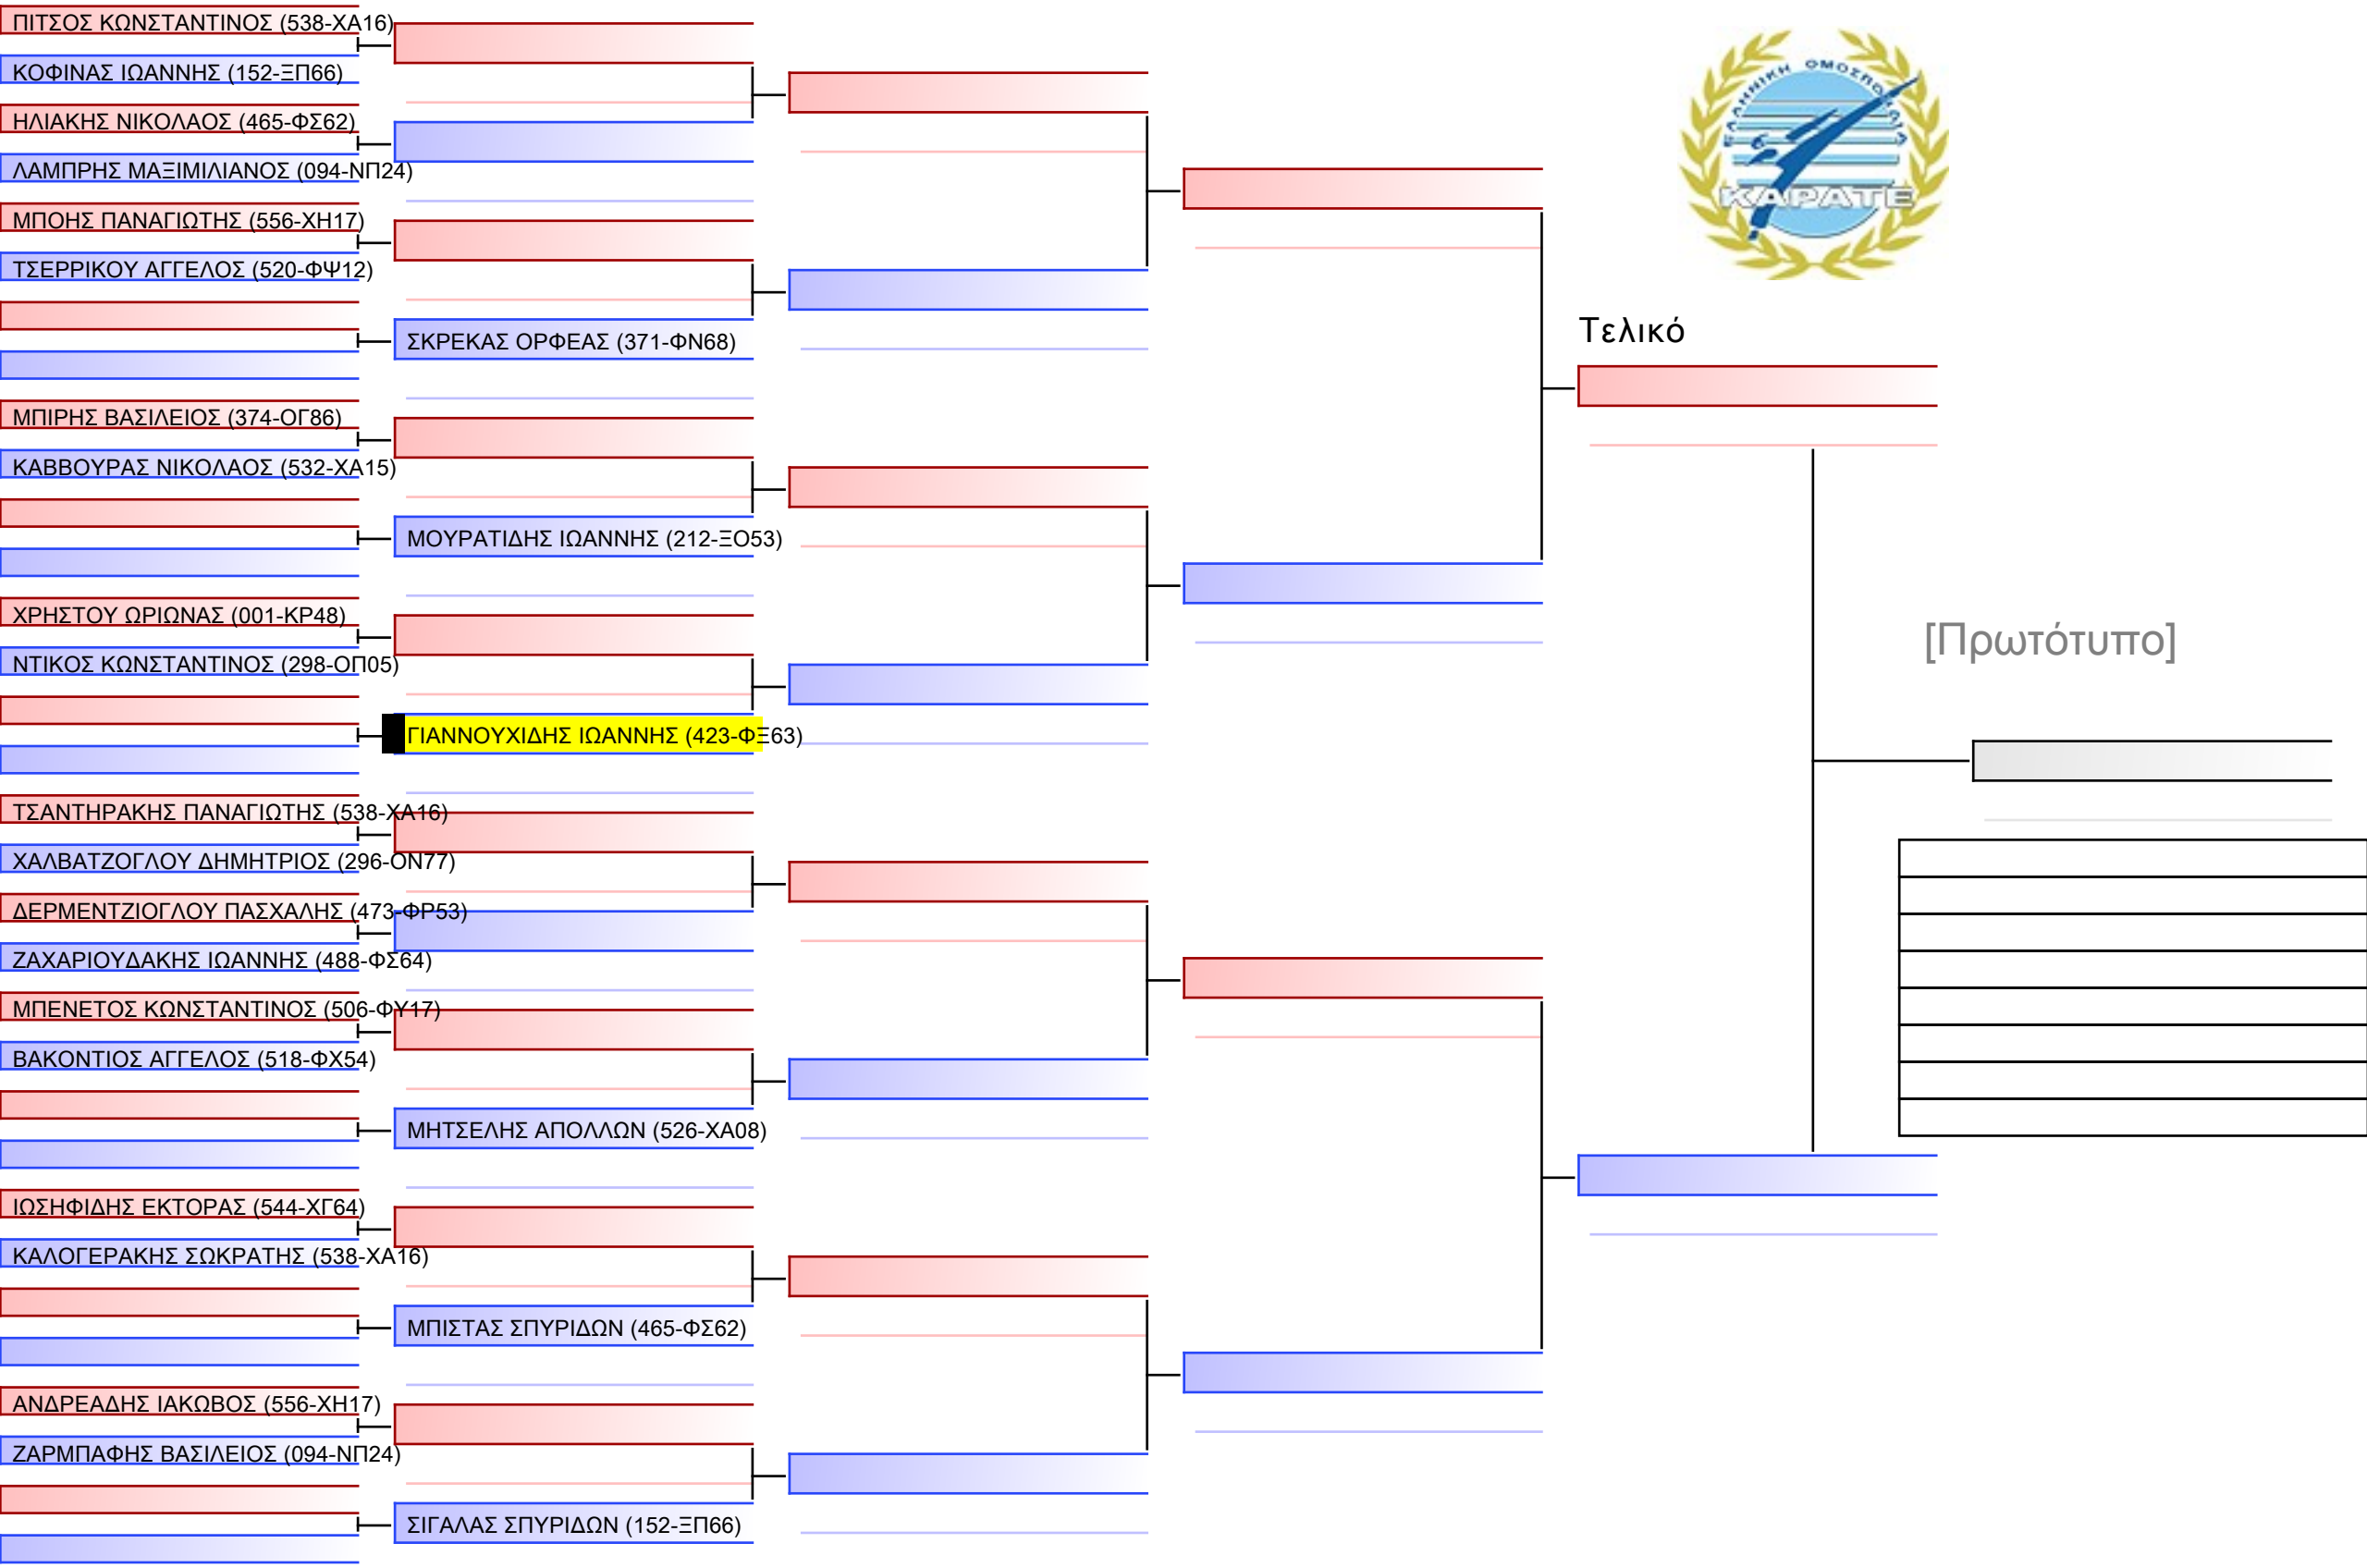 ΠΙΤΣΟΣ ΚΩΝΣΤΑΝΤΙΝΟΣ (538-ΧΑ16)
ΚΟΦΙΝΑΣ ΙΩΑΝΝΗΣ (152-ΞΠ66)
ΗΛΙΑΚΗΣ ΝΙΚΟΛΑΟΣ (465-ΦΣ62)
ΛΑΜΠΡΗΣ ΜΑΞΙΜΙΛΙΑΝΟΣ (094-ΝΠ24)
ΜΠΟΗΣ ΠΑΝΑΓΙΩΤΗΣ (556-ΧΗ17)
ΤΣΕΡΡΙΚΟΥ ΑΓΓΕΛΟΣ (520-ΦΨ12)
ΜΠΙΡΗΣ ΒΑΣΙΛΕΙΟΣ (374-ΟΓ86)
ΚΑΒΒΟΥΡΑΣ ΝΙΚΟΛΑΟΣ (532-ΧΑ15)
ΧΡΗΣΤΟΥ ΩΡΙΩΝΑΣ (001-ΚΡ48)
ΝΤΙΚΟΣ ΚΩΝΣΤΑΝΤΙΝΟΣ (298-ΟΠ05)
ΤΣΑΝΤΗΡΑΚΗΣ ΠΑΝΑΓΙΩΤΗΣ (538-ΧΑ16)
ΧΑΛΒΑΤΖΟΓΛΟΥ ΔΗΜΗΤΡΙΟΣ (296-ΟΝ77)
ΔΕΡΜΕΝΤΖΙΟΓΛΟΥ ΠΑΣΧΑΛΗΣ (473-ΦΡ53)
ΖΑΧΑΡΙΟΥΔΑΚΗΣ ΙΩΑΝΝΗΣ (488-ΦΣ64)
ΜΠΕΝΕΤΟΣ ΚΩΝΣΤΑΝΤΙΝΟΣ (506-ΦΥ17)
ΒΑΚΟΝΤΙΟΣ ΑΓΓΕΛΟΣ (518-ΦΧ54)
ΙΩΣΗΦΙΔΗΣ ΕΚΤΟΡΑΣ (544-ΧΓ64)
ΚΑΛΟΓΕΡΑΚΗΣ ΣΩΚΡΑΤΗΣ (538-ΧΑ16)
ΑΝΔΡΕΑΔΗΣ ΙΑΚΩΒΟΣ (556-ΧΗ17)
ΖΑΡΜΠΑΦΗΣ ΒΑΣΙΛΕΙΟΣ (094-ΝΠ24)
ΣΚΡΕΚΑΣ ΟΡΦΕΑΣ (371-ΦΝ68)
ΜΟΥΡΑΤΙΔΗΣ ΙΩΑΝΝΗΣ (212-ΞΟ53)
ΓΙΑΝΝΟΥΧΙΔΗΣ ΙΩΑΝΝΗΣ (423-ΦΞ63)
ΜΗΤΣΕΛΗΣ ΑΠΟΛΛΩΝ (526-ΧΑ08)
ΜΠΙΣΤΑΣ ΣΠΥΡΙΔΩΝ (465-ΦΣ62)
ΣΙΓΑΛΑΣ ΣΠΥΡΙΔΩΝ (152-ΞΠ66)
ΕΛΛΗΝΙΚΗ ΟΜΟΣΠΟΝΔΙΑ
ΚΑΡΑΤΕ
Τελικό
[Πρωτότυπο]